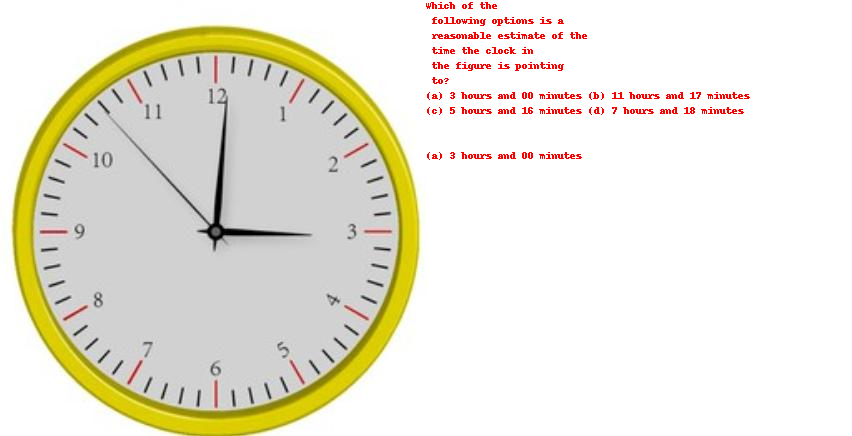 Which of the
following options is a
reasonable estimate of the
time the clock in
the figure is pointing
to?
(a) 3 hours and 00 minutes (b) 11 hours and 17 minutes
(c) 5 hours and 16 minutes (d) 7 hours and 18 minutes
(a) 3 hours and 00 minutes
12
1
2
3
4
5
6
7
8
9
10
11